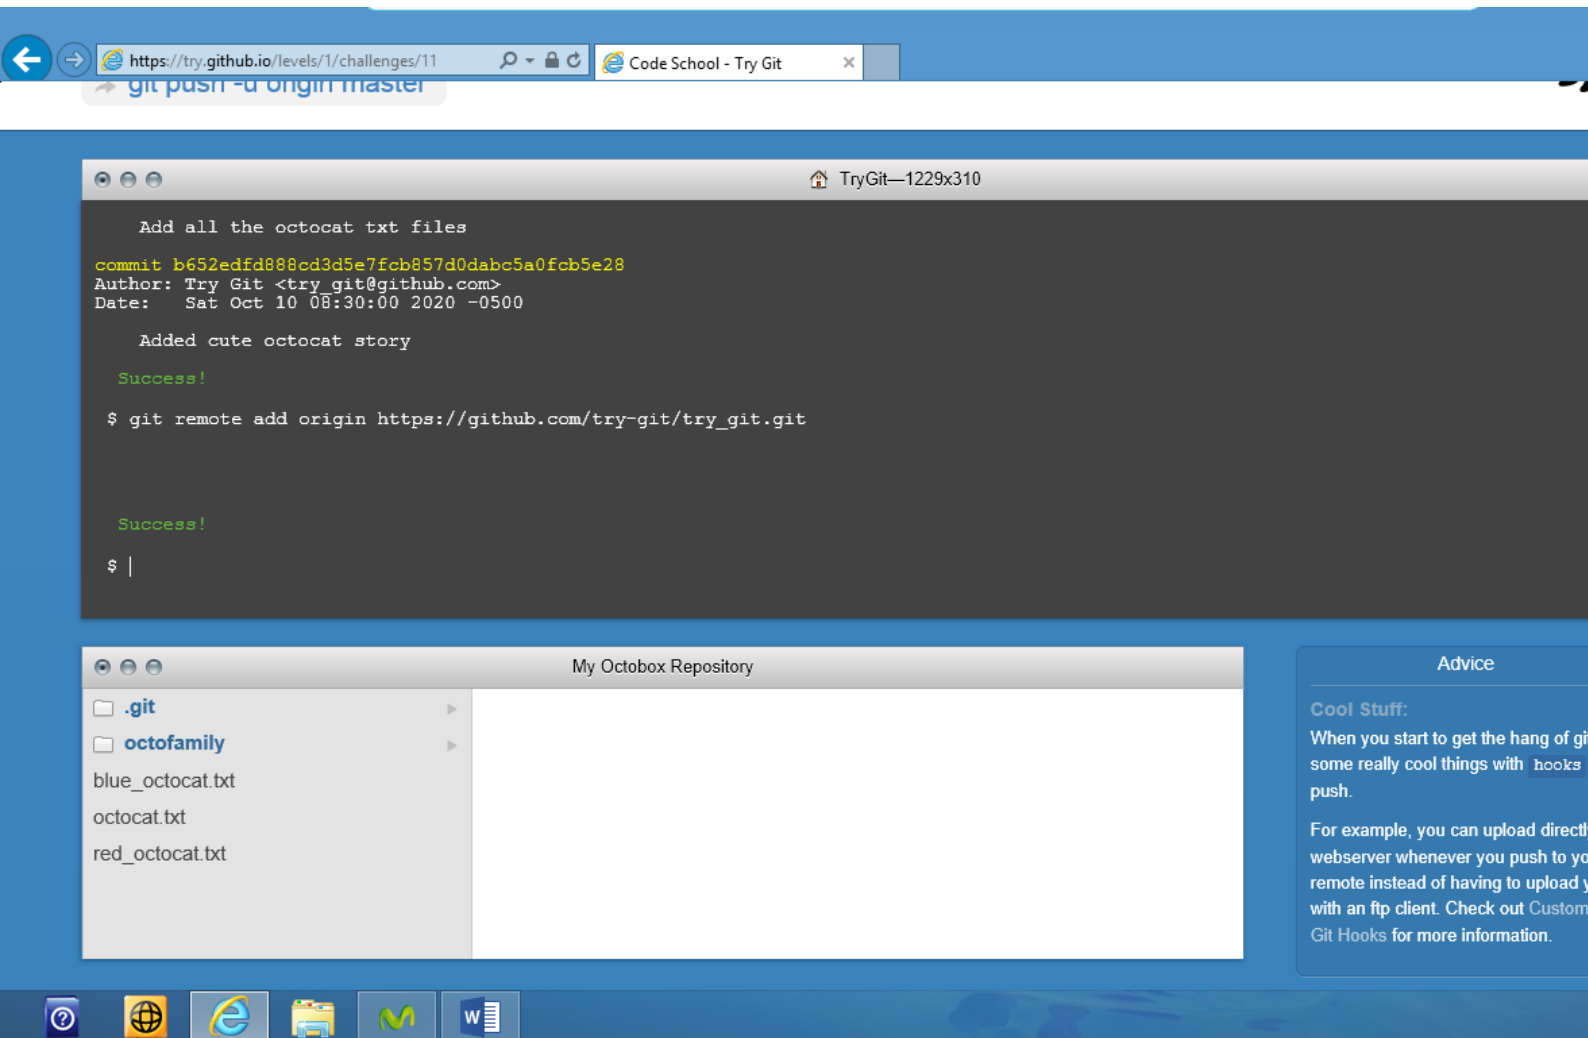 https://try.github.io/levels/1/challenges/11
Code School - Try Git
git push -u origin master
TryGit—1229x310
Add all the octocat txt files
commit b652edfd888cd3d5e7fcb857d0dabc5a0fcb5e28
Author: Try Git <try_git@github.com>
Date:   Sat Oct 10 08:30:00 2020 -0500
Added cute octocat story
Success!
$ git remote add origin https://github.com/try-git/try_git.git
Success!
$
My Octobox Repository
.git
octofamily
blue_octocat.txt
octocat.txt
red_octocat.txt
Advice
Cool Stuff:
When you start to get the hang of git
some really cool things with hooks
push.
For example, you can upload directl
webserver whenever you push to yo
remote instead of having to upload y
with an ftp client. Check out Custom
Git Hooks for more information.